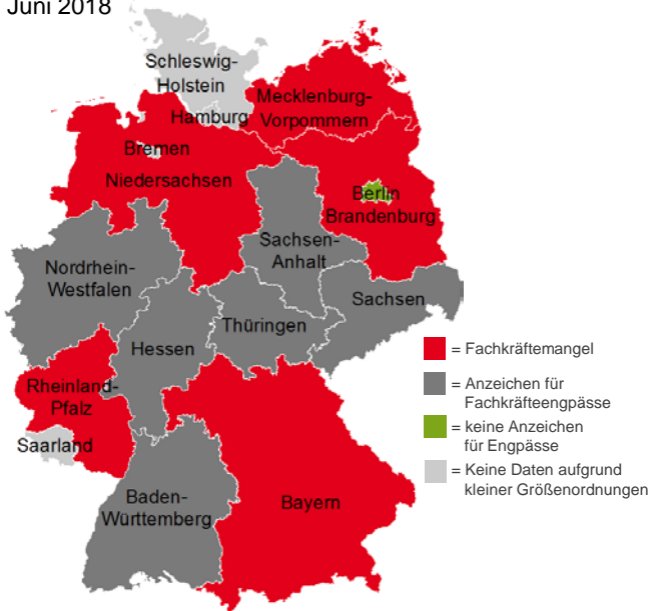 Juni 2018
Schleswig-
Holstein
Mecklenburg-
Vorpommern
Hamburg
Bremen
Niedersachsen
Berlin
Brandenburg
Sachsen-
Anhalt
Nordrhein-
Westfalen
Sachsen
Thüringen
Hessen
Rheinland-
Pfalz
Saarland
Baden-
Württemberg
Bayern
= Fachkräftemangel
= Anzeichen für
Fachkräfteengpässe
= keine Anzeichen
für Engpässe
= Keine Daten aufgrund
kleiner Größenordnungen